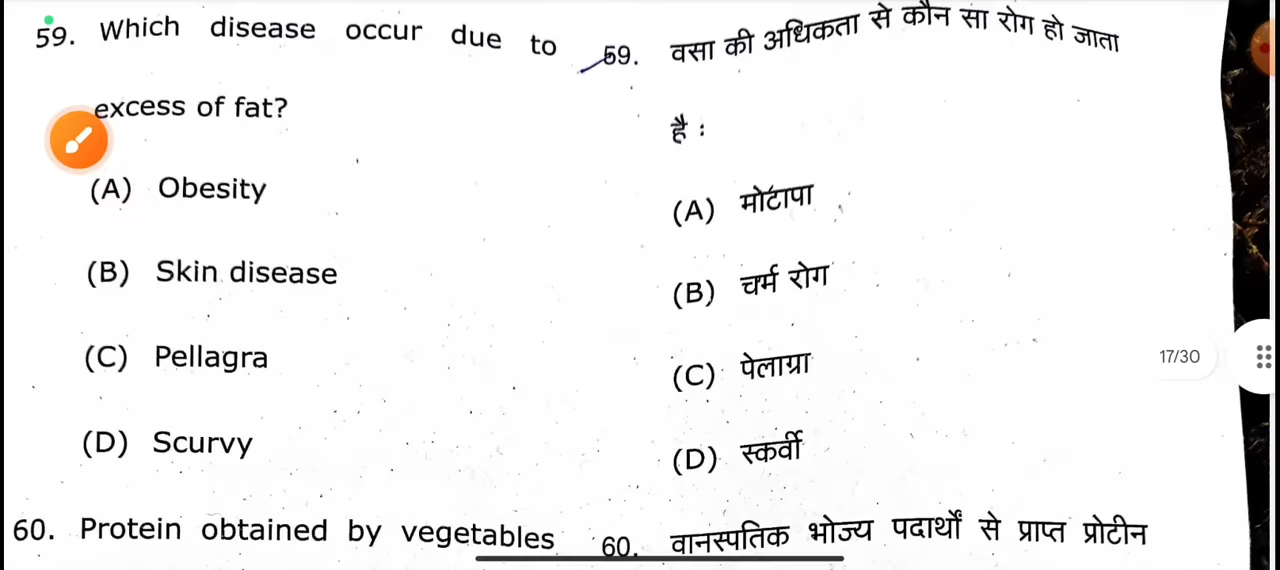 59. Which disease occur due to
excess of fat?
(A) Obesity
(B) Skin disease
(C) Pellagra
(D) Scurvy
60. Protein obtained by vegetables
59. वसा की अधिकता से कौन सा रोग हो जाता
है :
(A) मोटापा
(B) चर्म रोग
(C) पेलाग्रा
(D) स्कर्वी
60. वानस्पतिक भोज्य पदार्थों से प्राप्त प्रोटीन
17/30